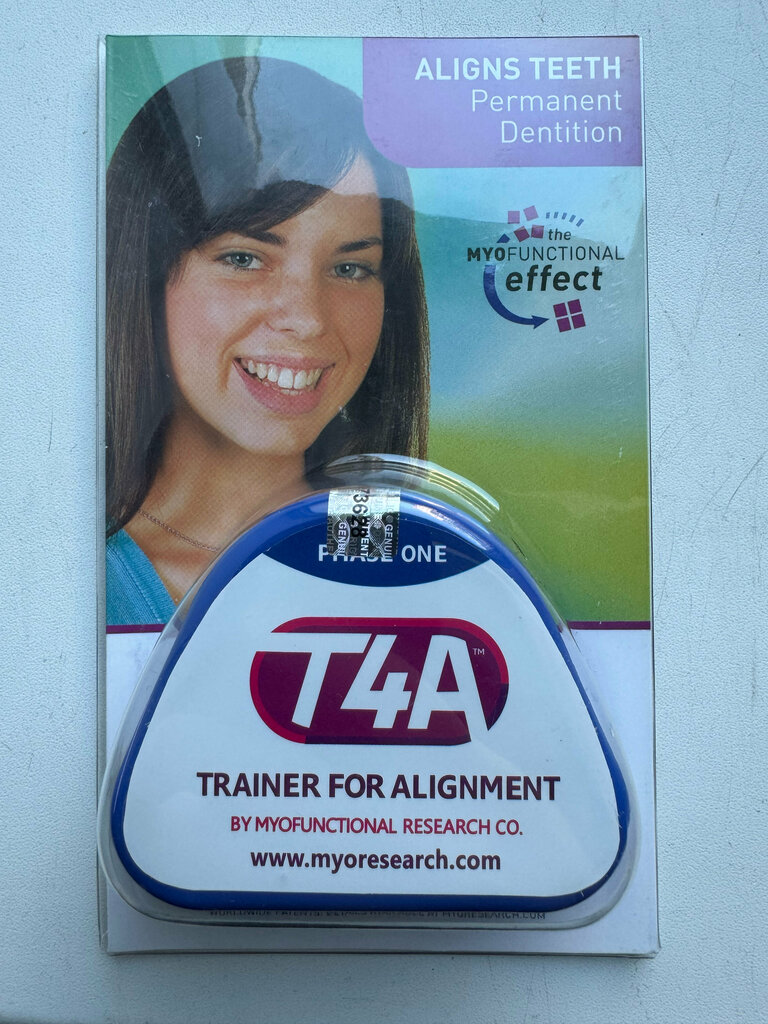 ALIGNS TEETH
Permanent
Dentition
the
MYOFUNCTIONAL
effect
PHASE ONE
T4A™
TRAINER FOR ALIGNMENT
BY MYOFUNCTIONAL RESEARCH CO.
www.myoresearch.com